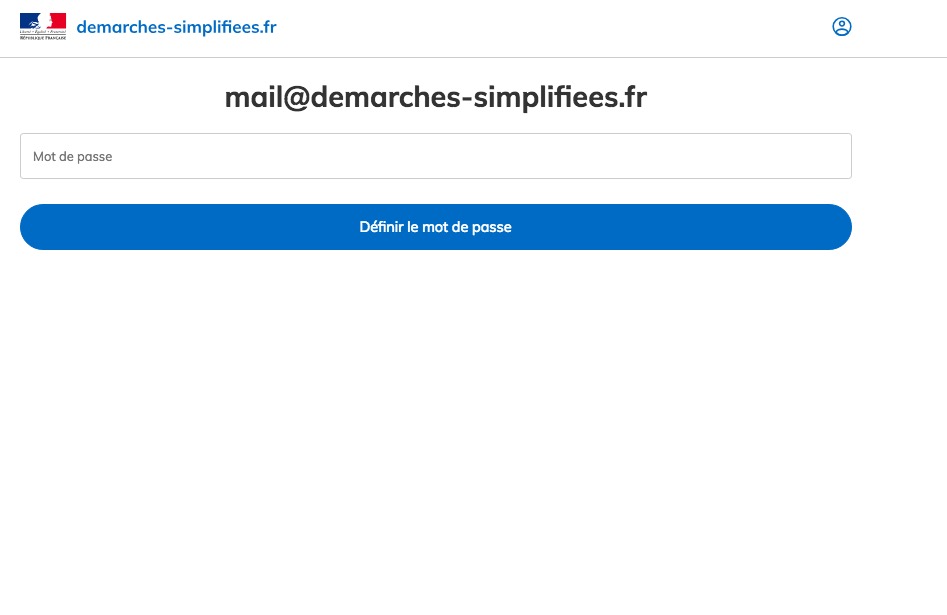 Liberté • Égalité • Fraternité
RÉPUBLIQUE FRANÇAISE
demarches-simplifiees.fr
mail@demarches-simplifiees.fr
Mot de passe
Définir le mot de passe